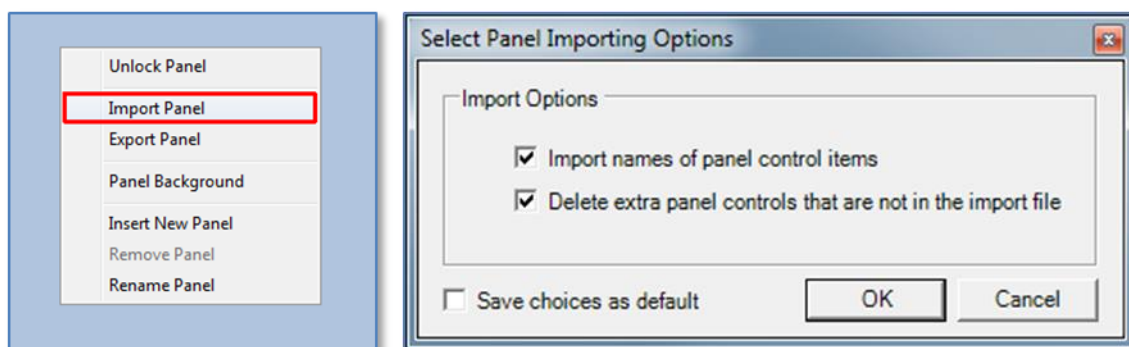 Unlock Panel
Import Panel
Export Panel
Panel Background
Insert New Panel
Remove Panel
Rename Panel
Select Panel Importing Options
Import Options
Import names of panel control items
Delete extra panel controls that are not in the import file
Save choices as default
OK
Cancel